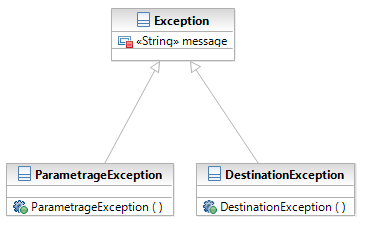 Exception
«String» message
ParametrageException
ParametrageException ( )
DestinationException
DestinationException ( )